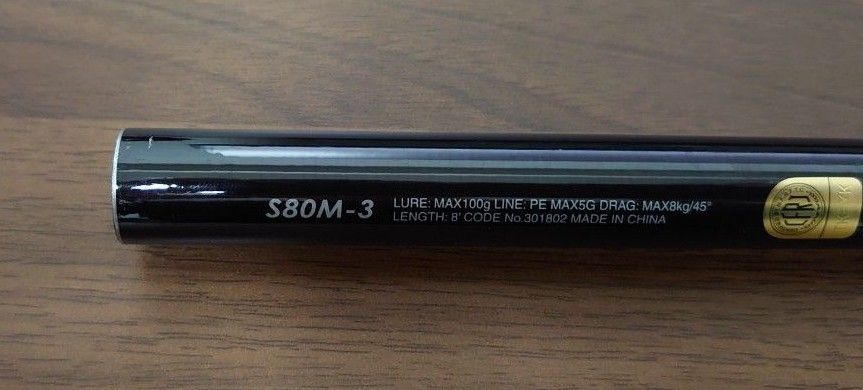 S80M-3
LURE: MAX100g LINE: PE MAX5G DRAG: MAX8kg/45°
LENGTH: 8' CODE No.301802 MADE IN CHINA